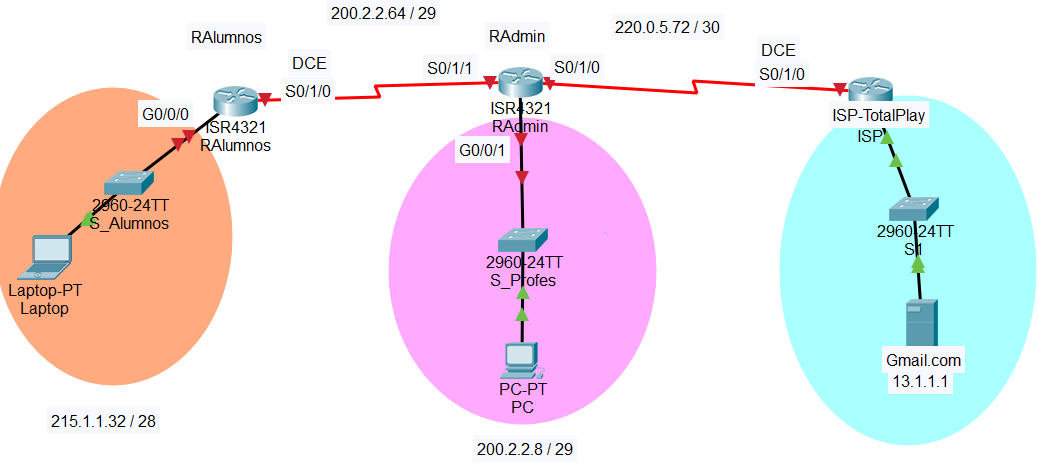 200.2.2.64 / 29
220.0.5.72 / 30
RAlumnos
RAdmin
DCE
DCE
S0/1/0
S0/1/1
S0/1/0
S0/1/0
G0/0/0
ISR4321
RAlumnos
ISR4321
RAdmin
ISP-TotalPlay
ISP
G0/0/1
2960-24TT
S_Alumnos
2960-24TT
S_Profes
2960-24TT
S1
Laptop-PT
Laptop
PC-PT
PC
Gmail.com
13.1.1.1
215.1.1.32 / 28
200.2.2.8 / 29